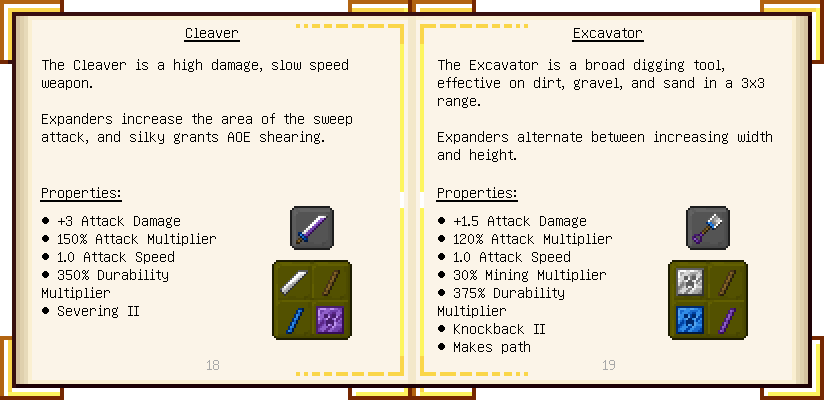 Cleaver
The Cleaver is a high damage, slow speed
weapon.
Expanders increase the area of the sweep
attack, and silky grants AOE shearing.
Properties:
● +3 Attack Damage
● 150% Attack Multiplier
● 1.0 Attack Speed
● 350% Durability
Multiplier
● Severing II
18
Excavator
The Excavator is a broad digging tool,
effective on dirt, gravel, and sand in a 3x3
range.
Expanders alternate between increasing width
and height.
Properties:
● +1.5 Attack Damage
● 120% Attack Multiplier
● 1.0 Attack Speed
● 30% Mining Multiplier
● 375% Durability
Multiplier
● Knockback II
● Makes path
19